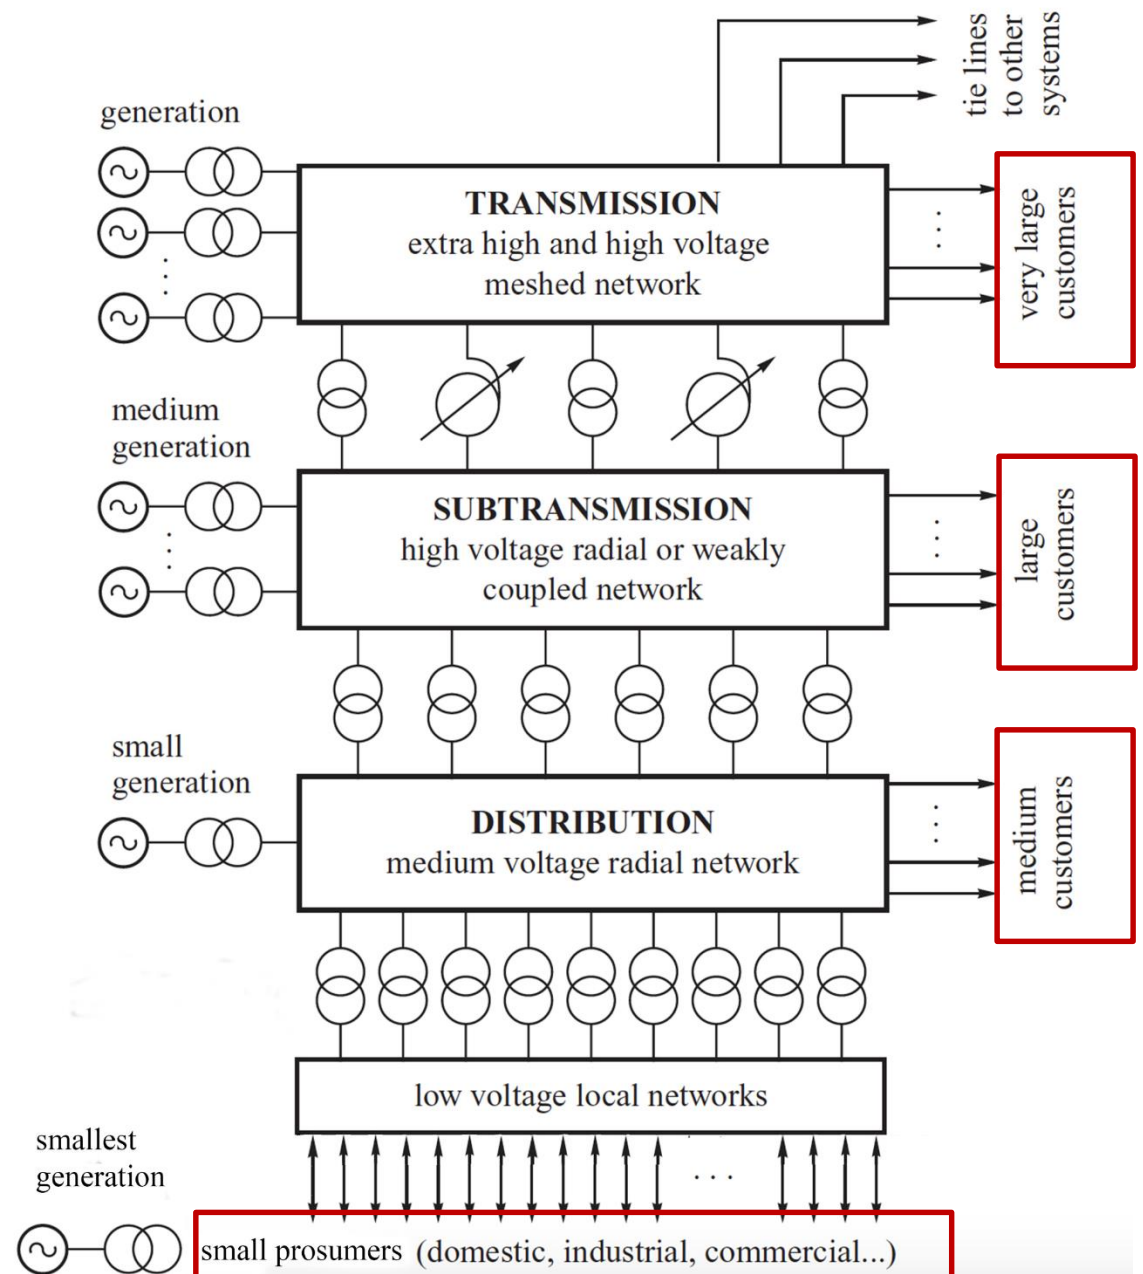 tie lines
to other
systems
generation
TRANSMISSION
extra high and high voltage
meshed network
very large
customers
medium
generation
SUBTRANSMISSION
high voltage radial or weakly
coupled network
large
customers
small
generation
DISTRIBUTION
medium voltage radial network
medium
customers
low voltage local networks
smallest
generation
. . .
small prosumers (domestic, industrial, commercial...)